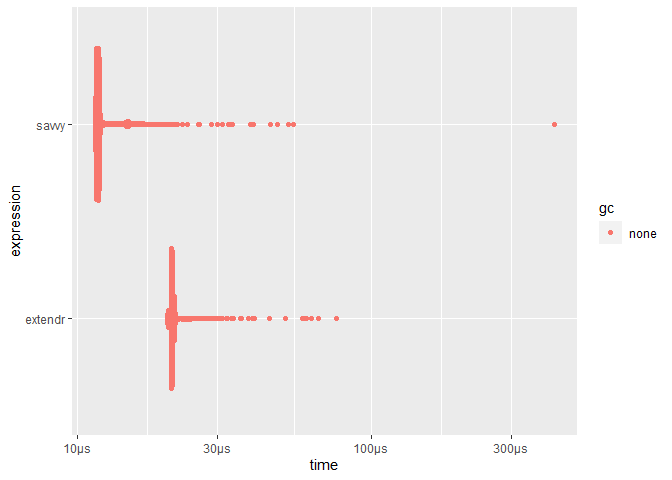 savvy
extendr
expression
10µs
30µs
100µs
300µs
time
gc
none